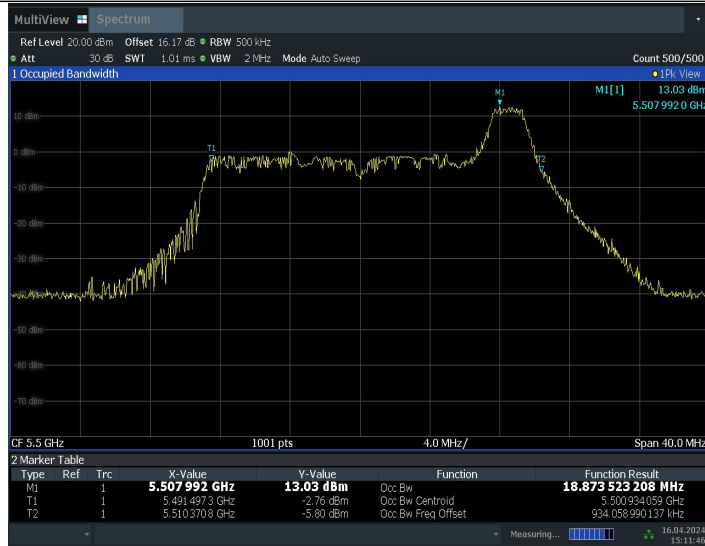 MultiView Spectrum
Ref Level 20.00 dBm Offset 16.17 dB RBW 500 kHz
Att 30 dB SWT 1.01 ms VBW 2 MHz Mode Auto Sweep Count 500/500
1 Occupied Bandwidth 1Pk View
M1 M1[1] 13.03 dBm
5.507 992 0 GHz
10 dBm
T1
0 dBm
T2
-10 dBm
-20 dBm
-30 dBm
-40 dBm
-50 dBm
-60 dBm
-70 dBm
CF 5.5 GHz 1001 pts 4.0 MHz/ Span 40.0 MHz
2 Marker Table
Type Ref Trc X-Value Y-Value Function Function Result
M1 1 5.507 992 GHz 13.03 dBm Occ Bw 18.873 523 208 MHz
T1 1 5.491 497 3 GHz -2.76 dBm Occ Bw Centroid 5.500 934 059 GHz
T2 1 5.510 370 8 GHz -5.80 dBm Occ Bw Freq Offset 934.058 990 137 kHz
Measuring... 16.04.2024
15:11:46